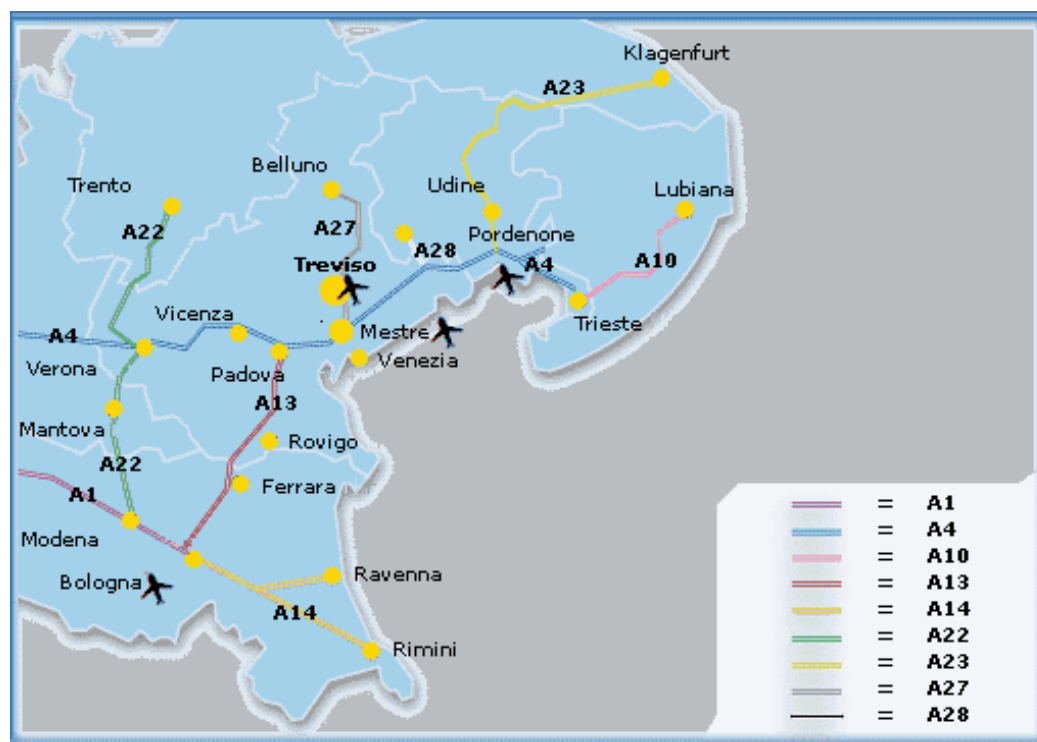 Klagenfurt
A23
Belluno
Trento
Udine
Lubiana
A22
A27
Pordenone
A28
Treviso
A4
A10
Vicenza
Trieste
A4
Mestre
Verona
Padova
Venezia
A13
Mantova
Rovigo
A22
Ferrara
A1
Modena
Bologna
Ravenna
A14
Rimini
= A1
= A4
= A10
= A13
= A14
= A22
= A23
= A27
= A28